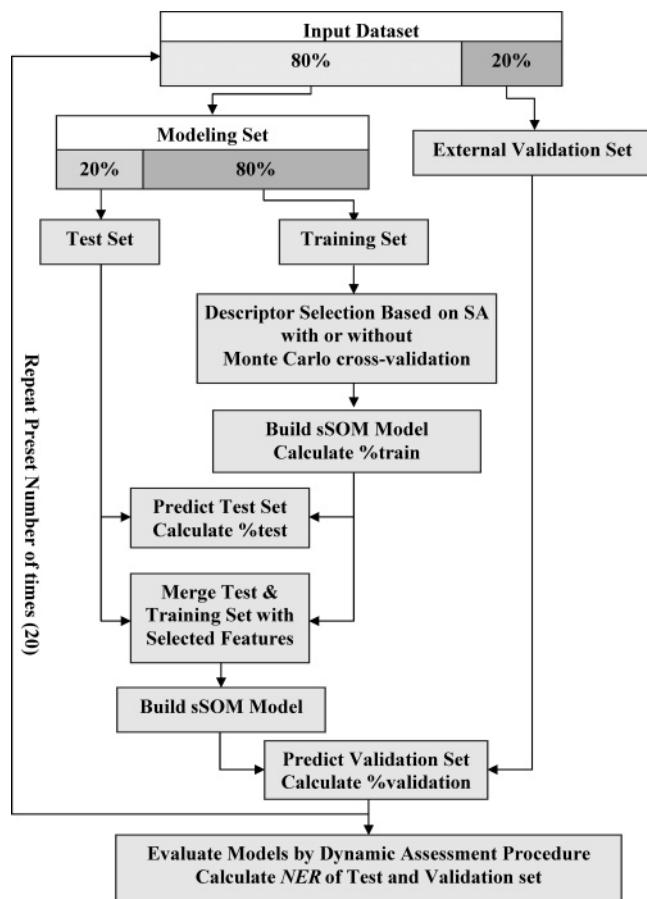 Input Dataset
80%
20%
Modeling Set
20%
80%
External Validation Set
Test Set
Training Set
Descriptor Selection Based on SA
with or without
Monte Carlo cross-validation
Build sSOM Model
Calculate %train
Predict Test Set
Calculate %test
Repeat Preset Number of times (20)
Merge Test &
Training Set with
Selected Features
Build sSOM Model
Predict Validation Set
Calculate %validation
Evaluate Models by Dynamic Assessment Procedure
Calculate NER of Test and Validation set